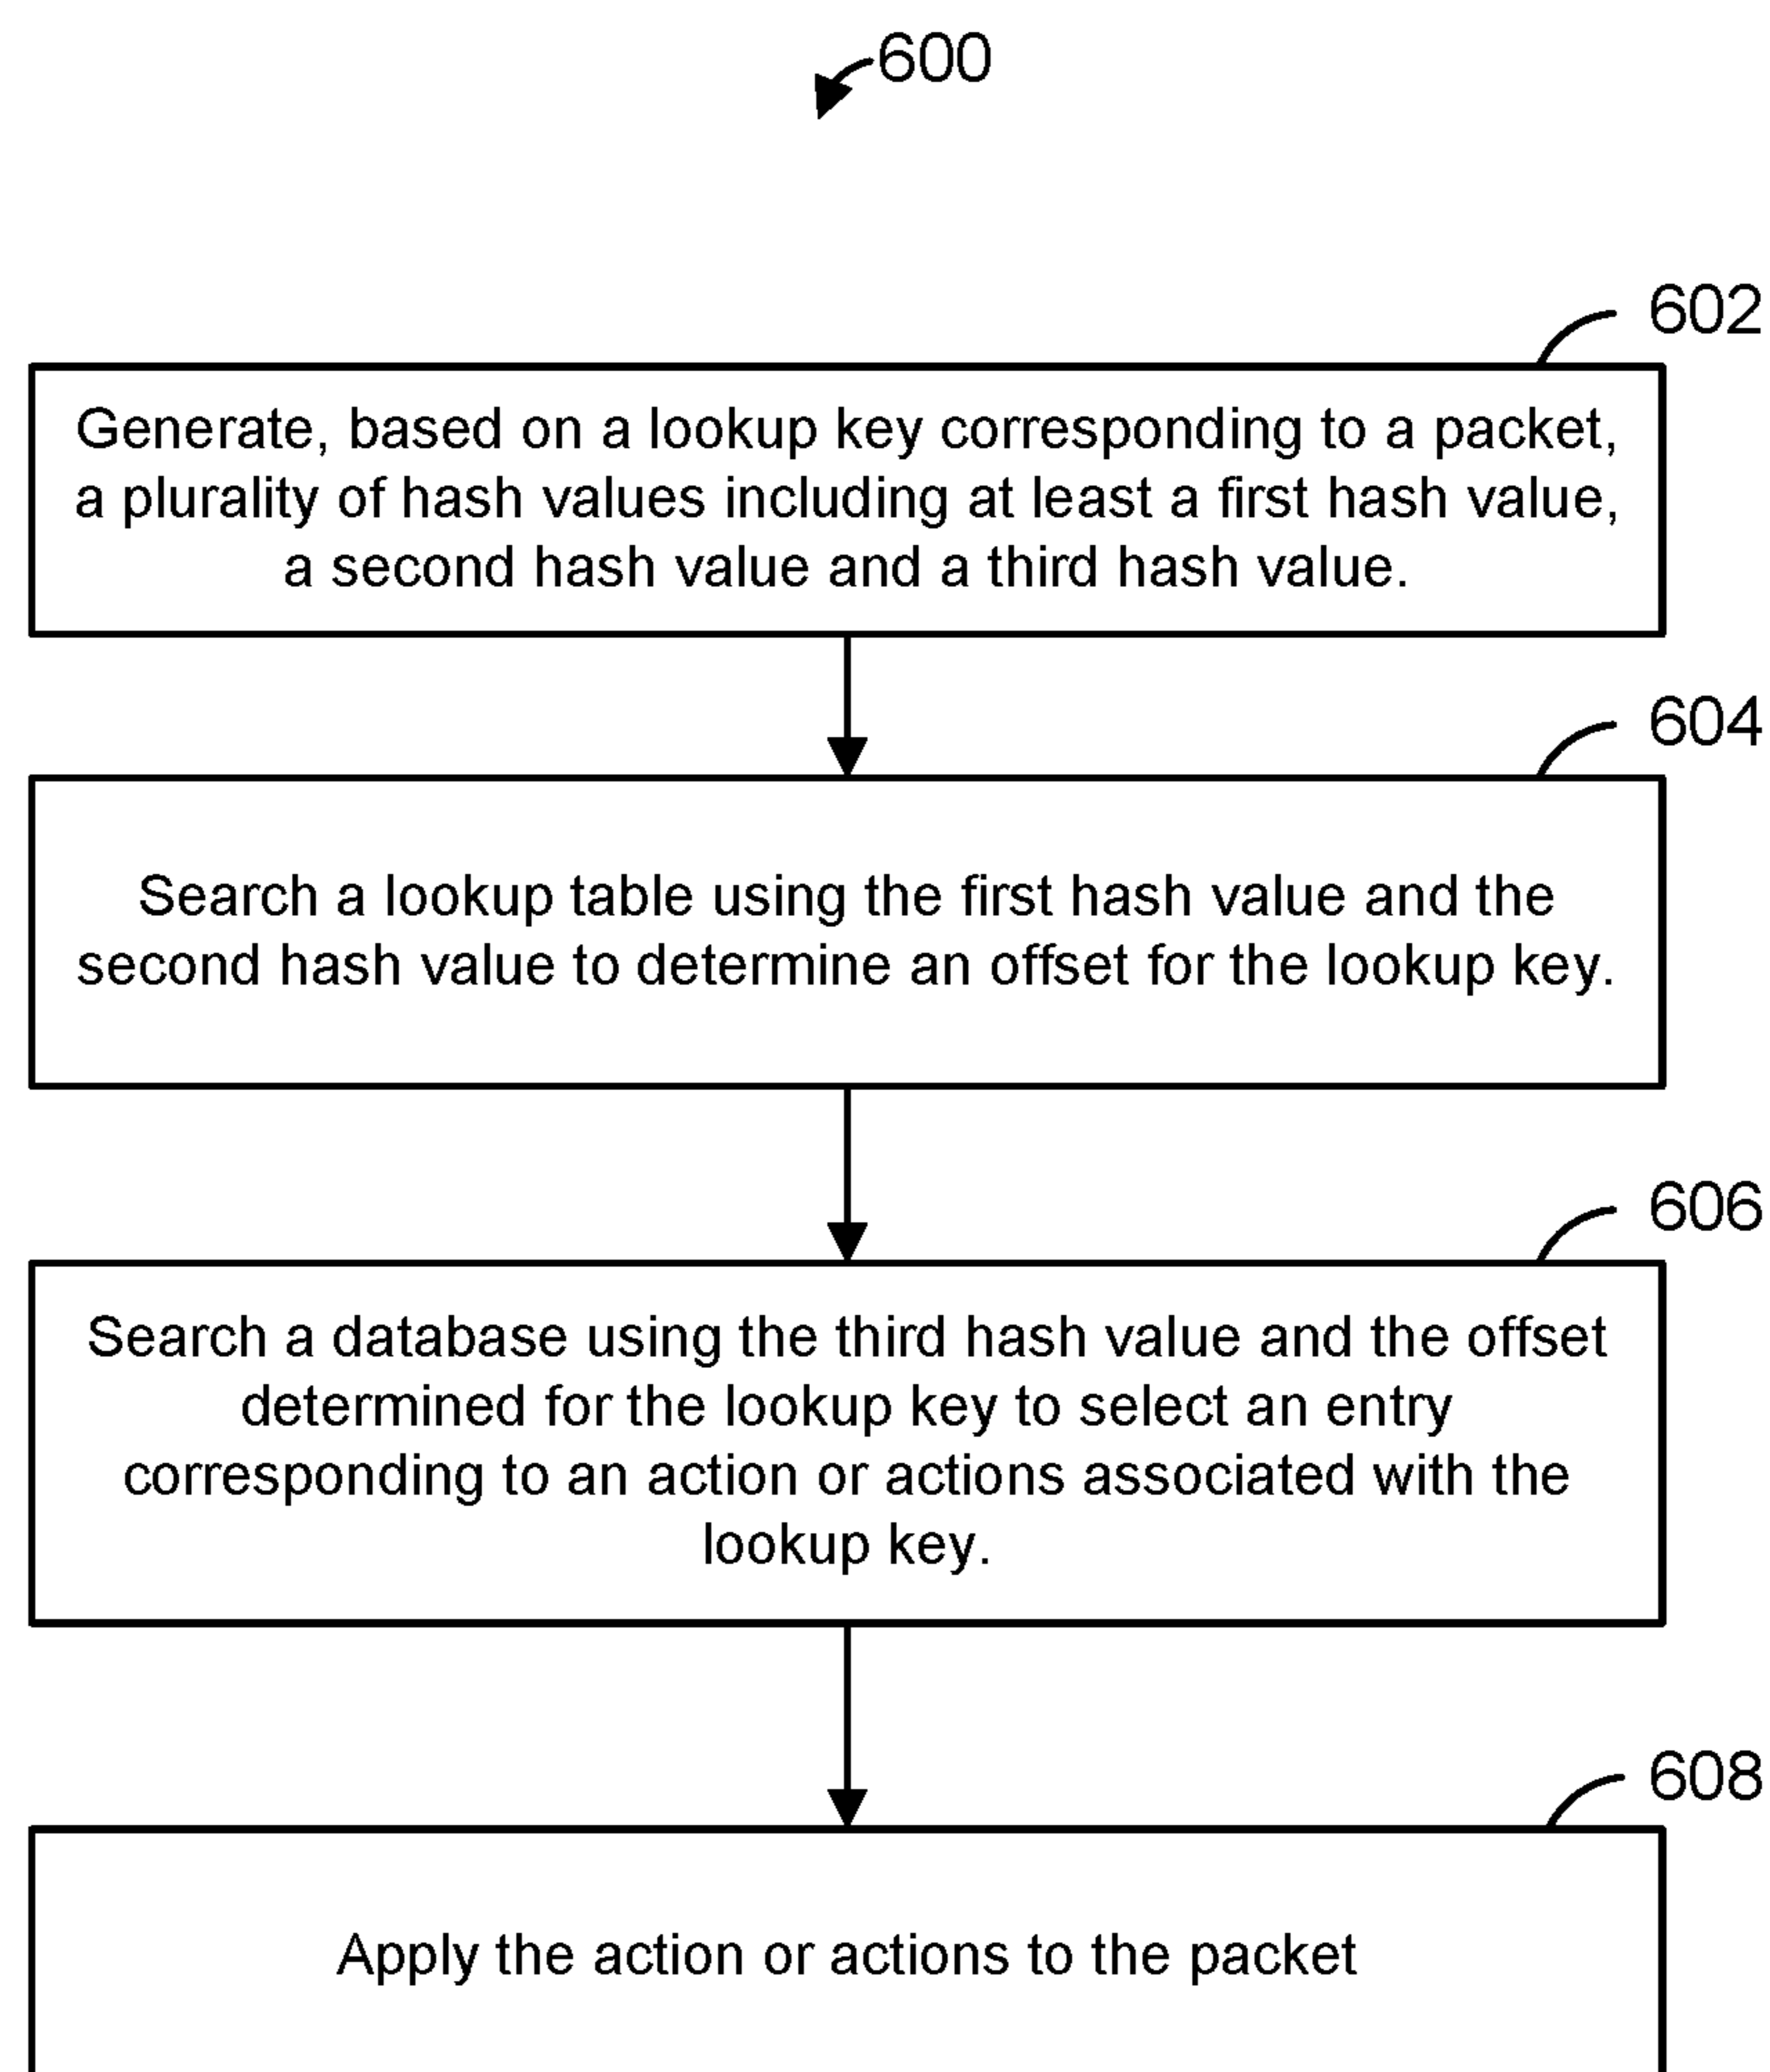 600
602
Generate, based on a lookup key corresponding to a packet,
a plurality of hash values including at least a first hash value,
a second hash value and a third hash value.
604
Search a lookup table using the first hash value and the
second hash value to determine an offset for the lookup key.
606
Search a database using the third hash value and the offset
determined for the lookup key to select an entry
corresponding to an action or actions associated with the
lookup key.
608
Apply the action or actions to the packet